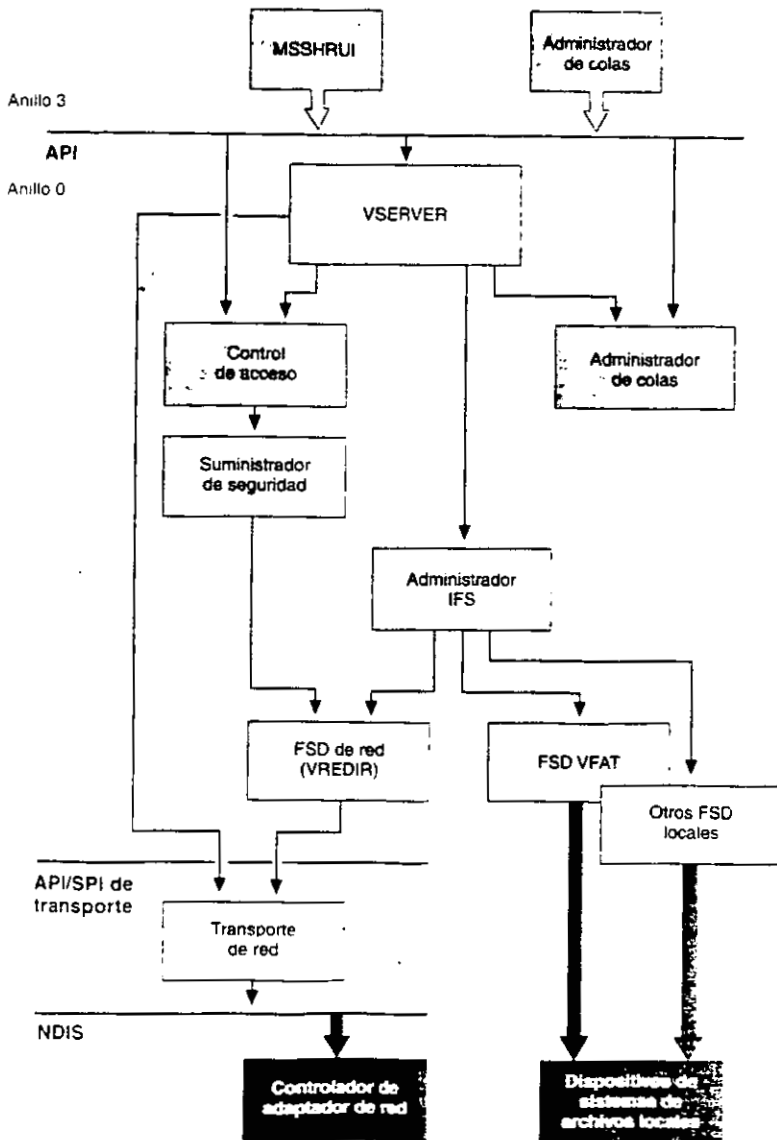 MSSHRUI
Administrador
de colas
Anillo 3
API
Anillo 0
VSERVER
Control
de acceso
Administrador
de colas
Suministrador
de seguridad
Administrador
IFS
FSD de red
(VREDIR)
FSD VFAT
Otros FSD
locales
API/SPI de
transporte
Transporte
de red
NDIS
Controlador de
adaptador de red
Dispositivos de
sistemas de
archivos locales